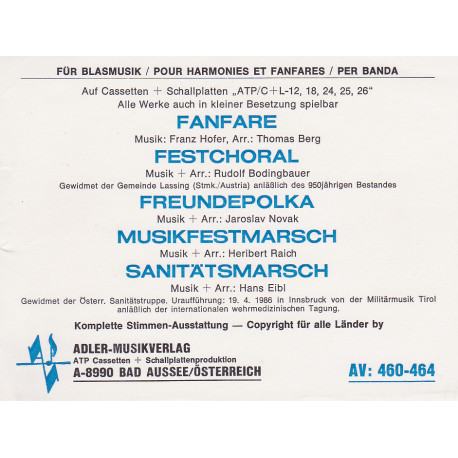 FÜR BLASMUSIK / POUR HARMONIES ET FANFARES / PER BANDA
Auf Cassetten + Schallplatten „ATP/C+L-12, 18, 24, 25, 26“
Alle Werke auch in kleiner Besetzung spielbar
FANFARE
Musik: Franz Hofer, Arr.: Thomas Berg
FESTCHORAL
Musik + Arr.: Rudolf Bodingbauer
Gewidmet der Gemeinde Lassing (Stmk./Austria) anläßlich des 950jährigen Bestandes
FREUNDEPOLKA
Musik + Arr.: Jaroslav Novak
MUSIKFESTMARSCH
Musik + Arr.: Heribert Raich
SANITÄTSMARSCH
Musik + Arr.: Hans Eibl
Gewidmet der Österr. Sanitätstruppe. Uraufführung: 19. 4. 1986 in Innsbruck von der Militärmusik Tirol
anläßlich der internationalen wehrmedizinischen Tagung.
Komplette Stimmen-Ausstattung — Copyright für alle Länder by
ADLER-MUSIKVERLAG
ATP Cassetten + Schallplattenproduktion
A-8990 BAD AUSSEE/ÖSTERREICH
AV: 460-464